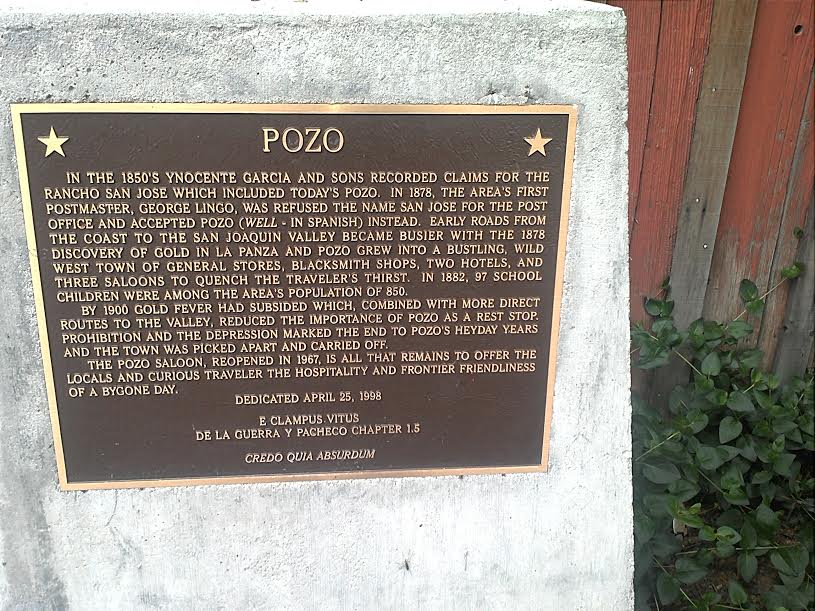 POZO
IN THE 1850'S YNOCENTE GARCIA AND SONS RECORDED CLAIMS FOR THE
RANCHO SAN JOSE WHICH INCLUDED TODAY'S POZO. IN 1878, THE AREA'S FIRST
POSTMASTER, GEORGE LINGO, WAS REFUSED THE NAME SAN JOSE FOR THE POST
OFFICE AND ACCEPTED POZO (WELL - IN SPANISH) INSTEAD. EARLY ROADS FROM
THE COAST TO THE SAN JOAQUIN VALLEY BECAME BUSIER WITH THE 1878
DISCOVERY OF GOLD IN LA PANZA AND POZO GREW INTO A BUSTLING, WILD
WEST TOWN OF GENERAL STORES, BLACKSMITH SHOPS, TWO HOTELS, AND
THREE SALOONS TO QUENCH THE TRAVELER'S THIRST. IN 1882, 97 SCHOOL
CHILDREN WERE AMONG THE AREA'S POPULATION OF 850.
BY 1900 GOLD FEVER HAD SUBSIDED WHICH, COMBINED WITH MORE DIRECT
ROUTES TO THE VALLEY, REDUCED THE IMPORTANCE OF POZO AS A REST STOP.
PROHIBITION AND THE DEPRESSION MARKED THE END TO POZO'S HEYDAY YEARS
AND THE TOWN WAS PICKED APART AND CARRIED OFF.
THE POZO SALOON, REOPENED IN 1967, IS ALL THAT REMAINS TO OFFER THE
LOCALS AND CURIOUS TRAVELER THE HOSPITALITY AND FRONTIER FRIENDLINESS
OF A BYGONE DAY.
DEDICATED APRIL 25, 1998
E CLAMPUS VITUS
DE LA GUERRA Y PACHECO CHAPTER 1.5
CREDO QUIA ABSURDUM